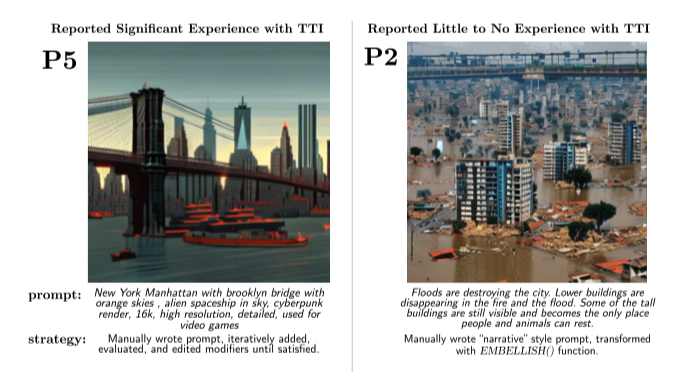 Reported Significant Experience with TTI
P5
prompt:
New York Manhattan with brooklyn bridge with
orange skies , alien spaceship in sky, cyberpunk
render, 16k, high resolution, detailed, used for
video games
strategy:
Manually wrote prompt, iteratively added,
evaluated, and edited modifiers until satisfied.
Reported Little to No Experience with TTI
P2
Floods are destroying the city. Lower buildings are
disappearing in the fire and the flood. Some of the tall
buildings are still visible and becomes the only place
people and animals can rest.
Manually wrote "narrative" style prompt, transformed
with EMBELLISH() function.